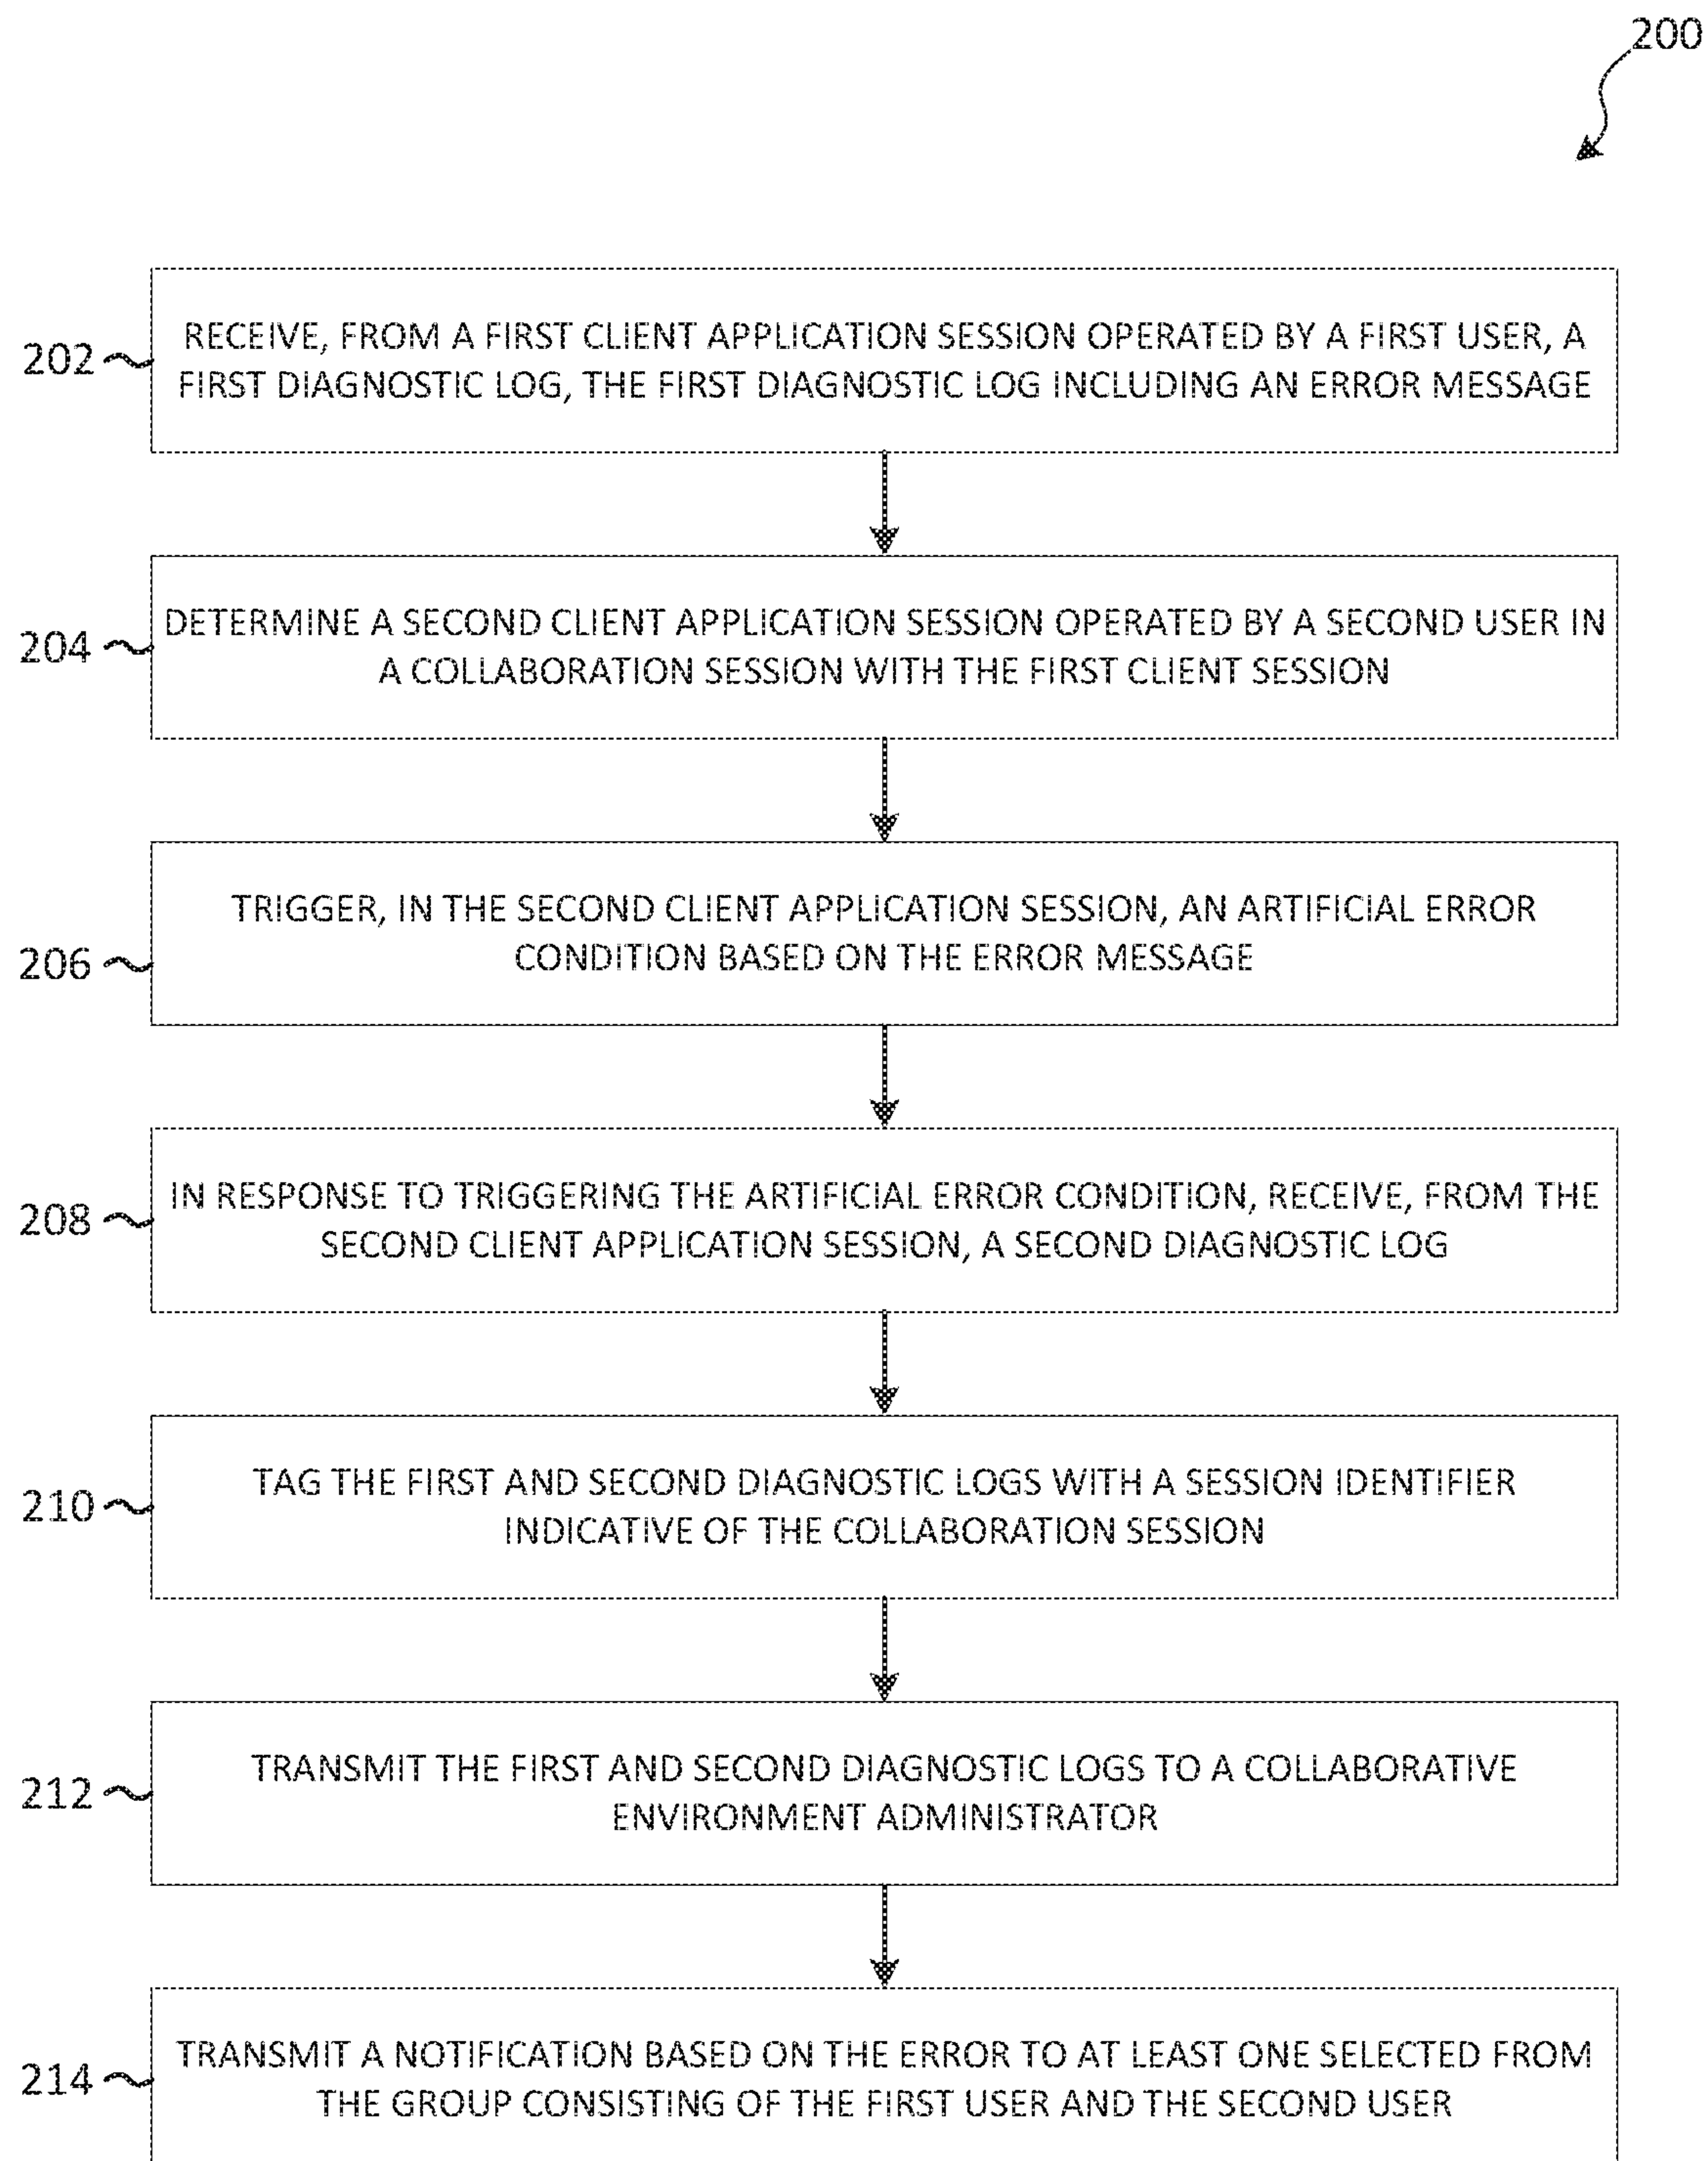 200
202
RECEIVE, FROM A FIRST CLIENT APPLICATION SESSION OPERATED BY A FIRST USER, A
FIRST DIAGNOSTIC LOG, THE FIRST DIAGNOSTIC LOG INCLUDING AN ERROR MESSAGE
204
DETERMINE A SECOND CLIENT APPLICATION SESSION OPERATED BY A SECOND USER IN
A COLLABORATION SESSION WITH THE FIRST CLIENT SESSION
206
TRIGGER, IN THE SECOND CLIENT APPLICATION SESSION, AN ARTIFICIAL ERROR
CONDITION BASED ON THE ERROR MESSAGE
208
IN RESPONSE TO TRIGGERING THE ARTIFICIAL ERROR CONDITION, RECEIVE, FROM THE
SECOND CLIENT APPLICATION SESSION, A SECOND DIAGNOSTIC LOG
210
TAG THE FIRST AND SECOND DIAGNOSTIC LOGS WITH A SESSION IDENTIFIER
INDICATIVE OF THE COLLABORATION SESSION
212
TRANSMIT THE FIRST AND SECOND DIAGNOSTIC LOGS TO A COLLABORATIVE
ENVIRONMENT ADMINISTRATOR
214
TRANSMIT A NOTIFICATION BASED ON THE ERROR TO AT LEAST ONE SELECTED FROM
THE GROUP CONSISTING OF THE FIRST USER AND THE SECOND USER